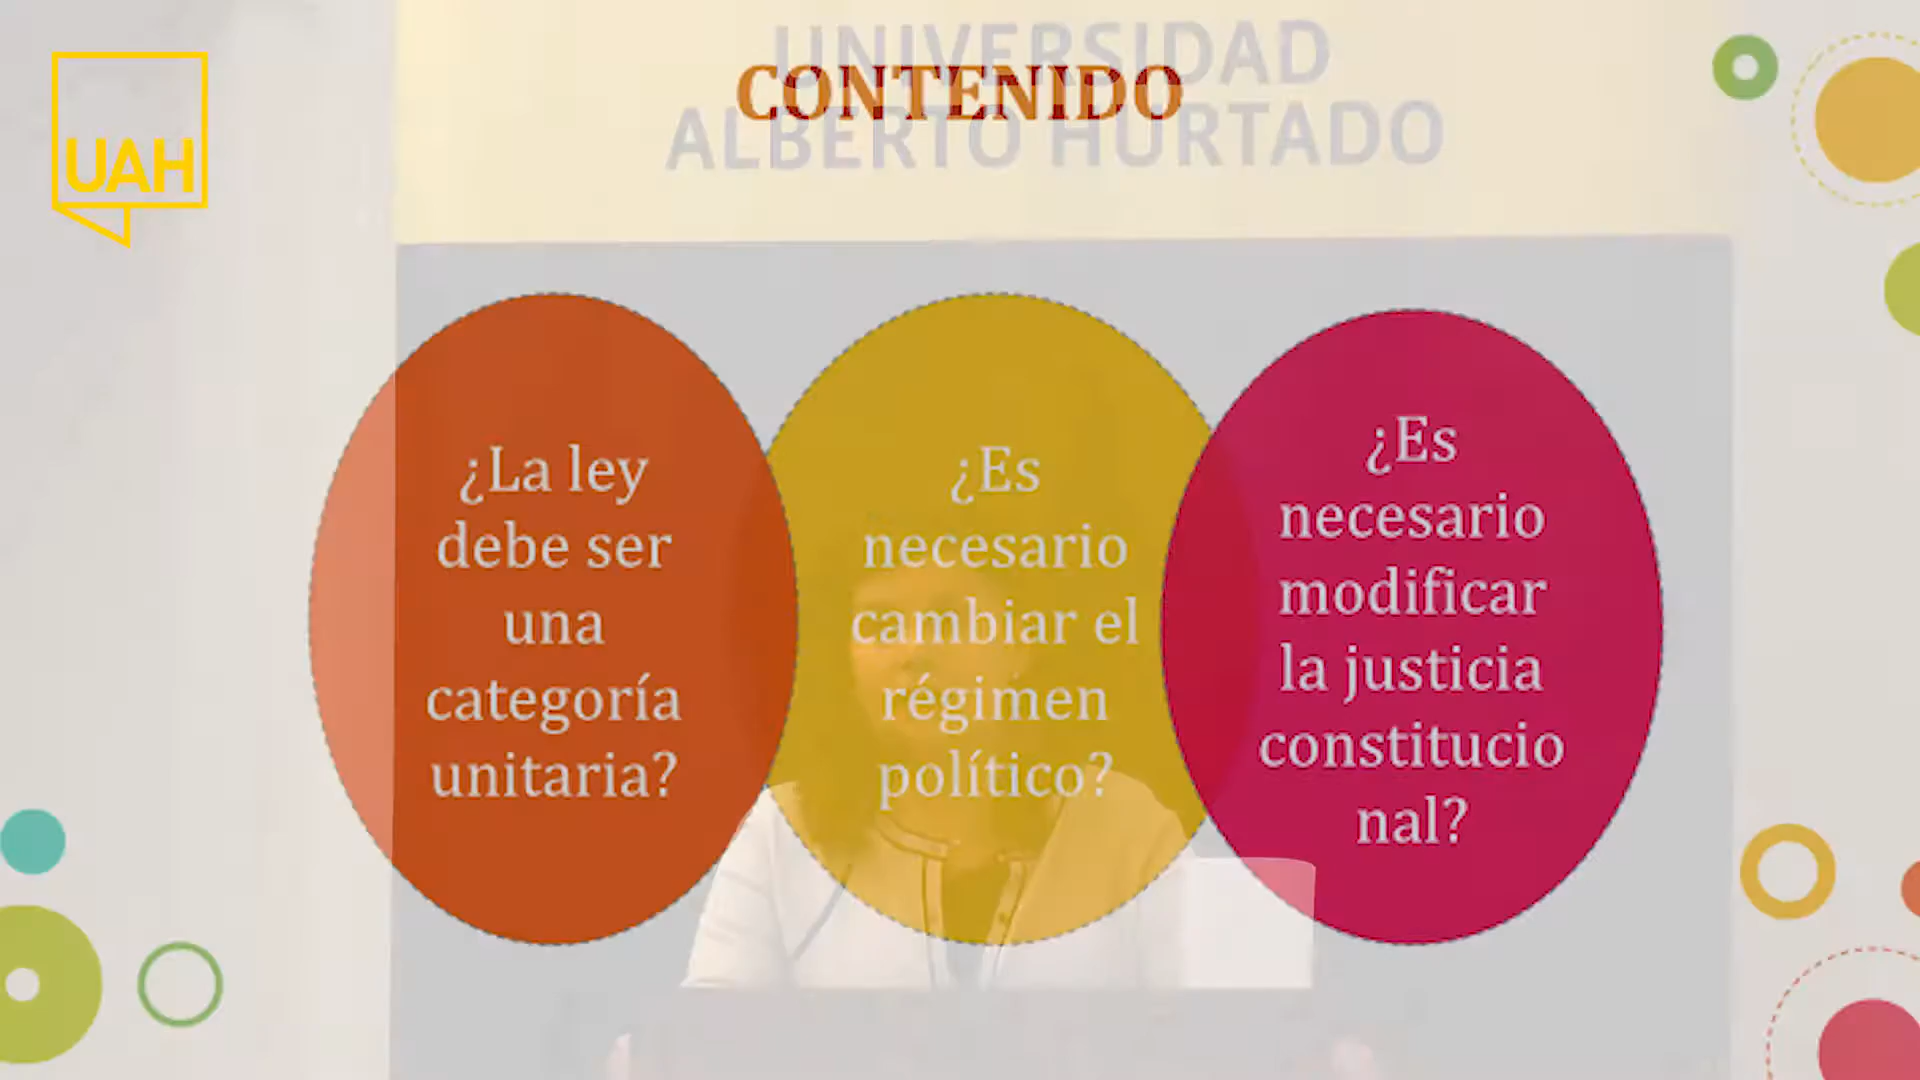 UAH
UNIVERSIDAD
ALBERTO HURTADO
CONTENIDO
¿La ley
debe ser
una
categoría
unitaria?
¿Es
necesario
cambiar el
régimen
político?
¿Es
necesario
modificar
la justicia
constitucio
nal?